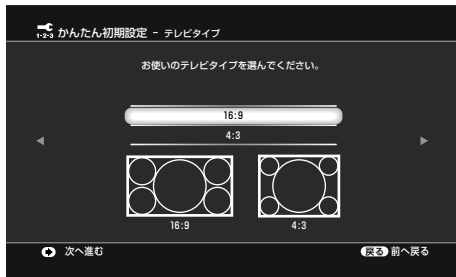 1-2-3 かんたん初期設定 - テレビタイプ
お使いのテレビタイプを選んでください。
16:9
4:3
16:9
4:3
次へ進む
戻る 前へ戻る